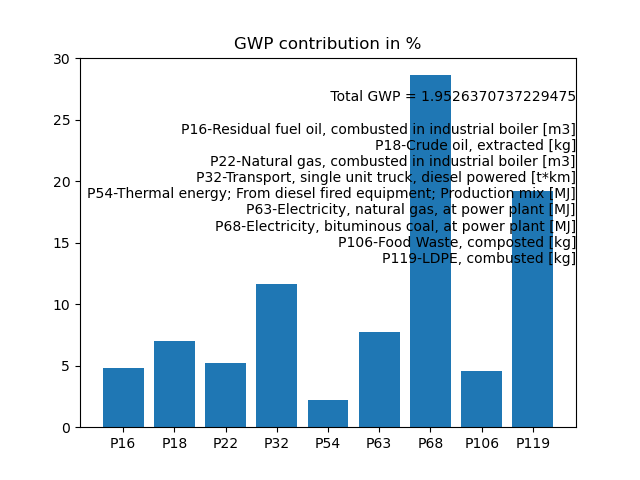 GWP contribution in %
30
Total GWP = 1.9526370737229475
25
P16-Residual fuel oil, combusted in industrial boiler [m3]
P18-Crude oil, extracted [kg]
P22-Natural gas, combusted in industrial boiler [m3]
P32-Transport, single unit truck, diesel powered [t*km]
20
P54-Thermal energy; From diesel fired equipment; Production mix [MJ]
P63-Electricity, natural gas, at power plant [MJ]
P68-Electricity, bituminous coal, at power plant [MJ]
15
P106-Food Waste, composted [kg]
P119-LDPE, combusted [kg]
10
5
0
P16 P18 P22 P32 P54 P63 P68 P106 P119